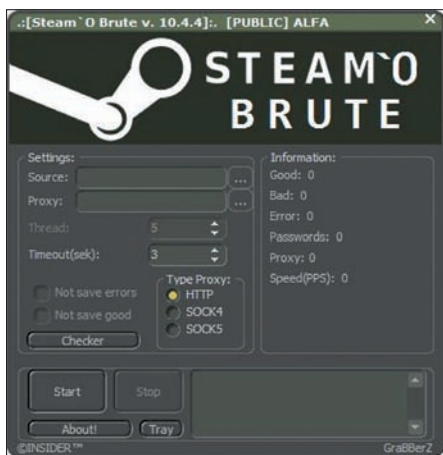 .:[Steam`O Brute v. 10.4.4]:. [PUBLIC] ALFA
STEAM`O
BRUTE
Settings:
Source:
...
Proxy:
...
Thread: 5
Timeout(sek): 3
Not save errors
Not save good
Checker
Type Proxy:
HTTP
SOCK4
SOCK5
Information:
Good: 0
Bad: 0
Error: 0
Passwords: 0
Proxy: 0
Speed(PPS): 0
Start
Stop
About!
Tray
©INSIDER™
GraBBerZ